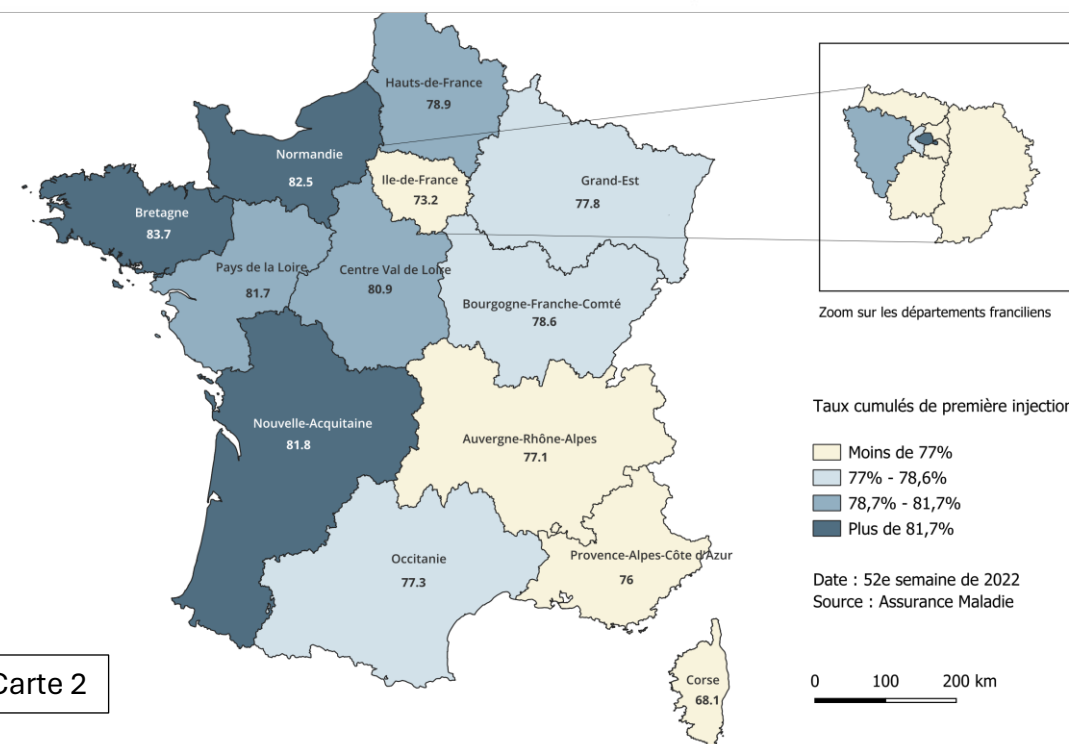 Hauts-de-France
78.9
Normandie
82.5
Ile-de-France
73.2
Grand-Est
77.8
Bretagne
83.7
Pays de la Loire
81.7
Centre Val de Loire
80.9
Bourgogne-Franche-Comté
78.6
Nouvelle-Acquitaine
81.8
Auvergne-Rhône-Alpes
77.1
Occitanie
77.3
Provence-Alpes-Côte d'Azur
76
Corse
68.1
Carte 2
Zoom sur les départements franciliens
Taux cumulés de première injection
Moins de 77%
77% - 78,6%
78,7% - 81,7%
Plus de 81,7%
Date : 52e semaine de 2022
Source : Assurance Maladie
0 100 200 km